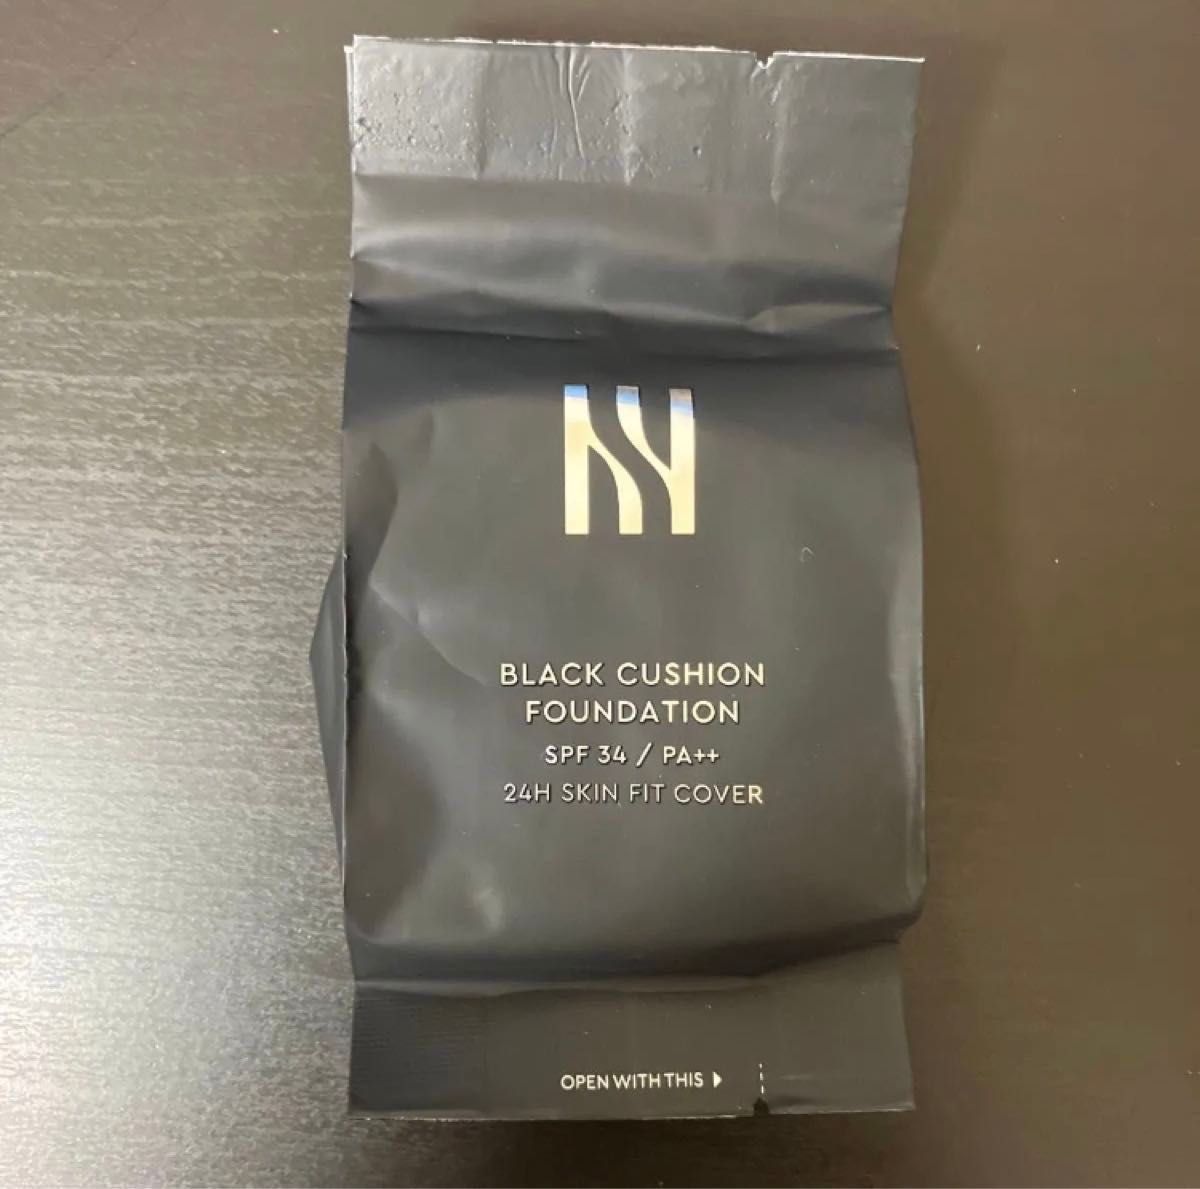 BLACK CUSHION
FOUNDATION
SPF 34 / PA++
24H SKIN FIT COVER
OPEN WITH THIS